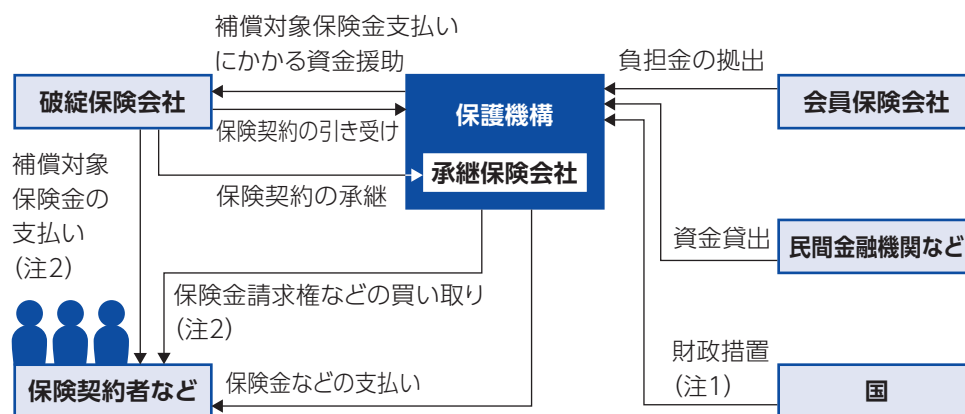 補償対象保険金支払い
にかかる資金援助
負担金の拠出
破綻保険会社
保護機構
会員保険会社
保険契約の引き受け
承継保険会社
補償対象
保険金の
支払い
(注2)
保険契約の承継
資金貸出
民間金融機関など
保険金請求権などの買い取り
(注2)
財政措置
(注1)
保険契約者など
保険金などの支払い
国